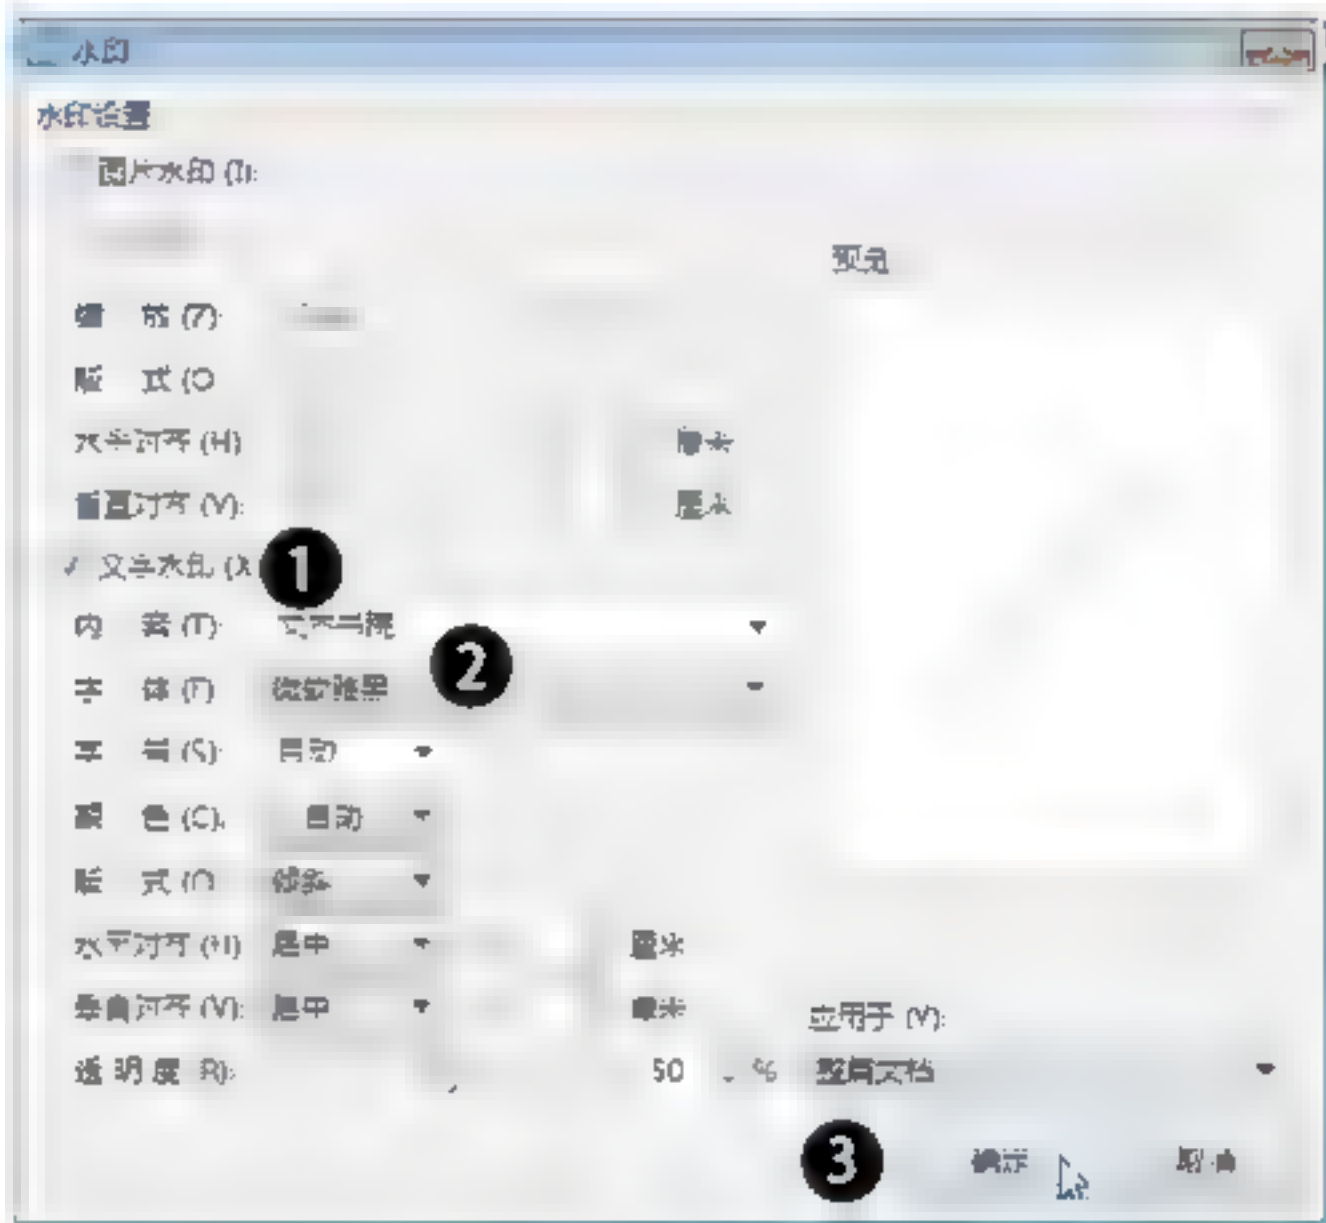 水印
水印设置
图片水印(I):
预览
缩 放(Z):
版 式(O
水平对齐(H)
厘米
垂直对齐(V):
厘米
文字水印(X
1
内 容(T):
2
字 体(F) 微软雅黑
字 号(S): 自动
颜 色(C): 自动
版 式(O 倾斜
水平对齐(H) 居中 厘米
垂直对齐(V): 居中 厘米
应用于(Y):
透明度 R): 50 % 整篇文档
3 确定 取消